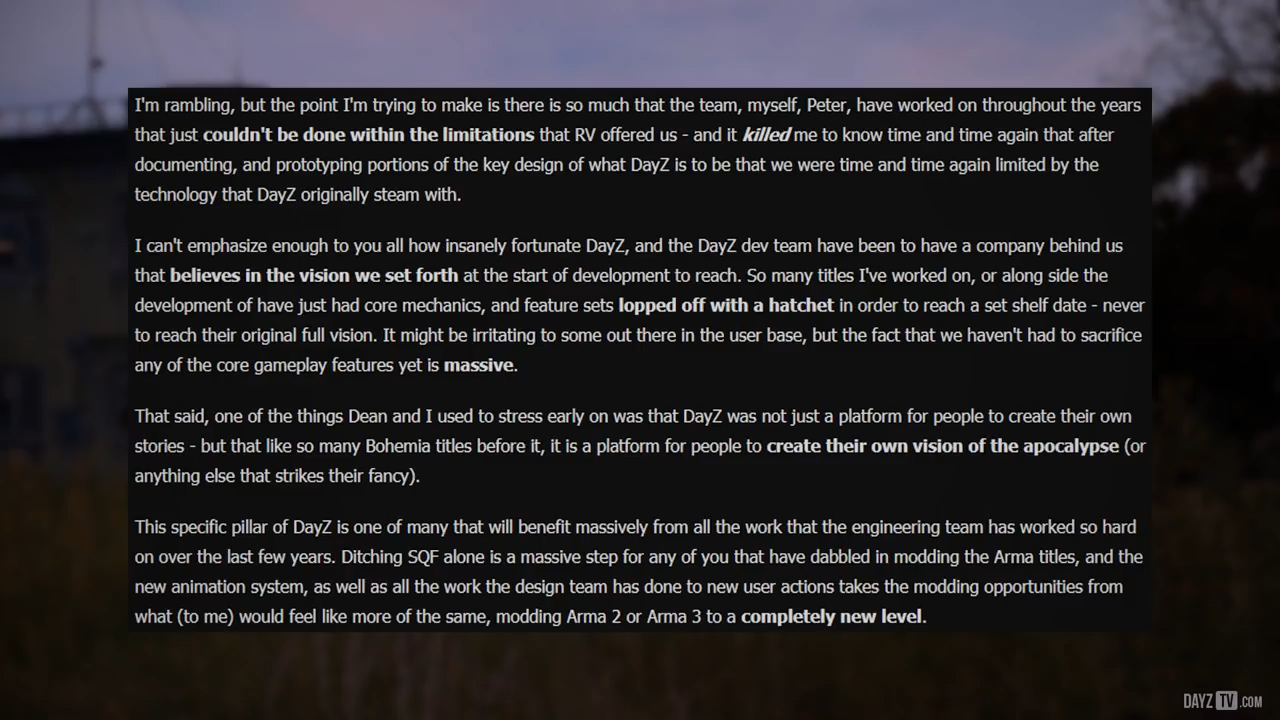 I'm rambling, but the point I'm trying to make is there is so much that the team, myself, Peter, have worked on throughout the years
that just couldn't be done within the limitations that RV offered us - and it killed me to know time and time again that after
documenting, and prototyping portions of the key design of what DayZ is to be that we were time and time again limited by the
technology that DayZ originally steam with.
I can't emphasize enough to you all how insanely fortunate DayZ, and the DayZ dev team have been to have a company behind us
that believes in the vision we set forth at the start of development to reach. So many titles I've worked on, or along side the
development of have just had core mechanics, and feature sets lopped off with a hatchet in order to reach a set shelf date - never
to reach their original full vision. It might be irritating to some out there in the user base, but the fact that we haven't had to sacrifice
any of the core gameplay features yet is massive.
That said, one of the things Dean and I used to stress early on was that DayZ was not just a platform for people to create their own
stories - but that like so many Bohemia titles before it, it is a platform for people to create their own vision of the apocalypse (or
anything else that strikes their fancy).
This specific pillar of DayZ is one of many that will benefit massively from all the work that the engineering team has worked so hard
on over the last few years. Ditching SQF alone is a massive step for any of you that have dabbled in modding the Arma titles, and the
new animation system, as well as all the work the design team has done to new user actions takes the modding opportunities from
what (to me) would feel like more of the same, modding Arma 2 or Arma 3 to a completely new level.
DAYZ TV .COM